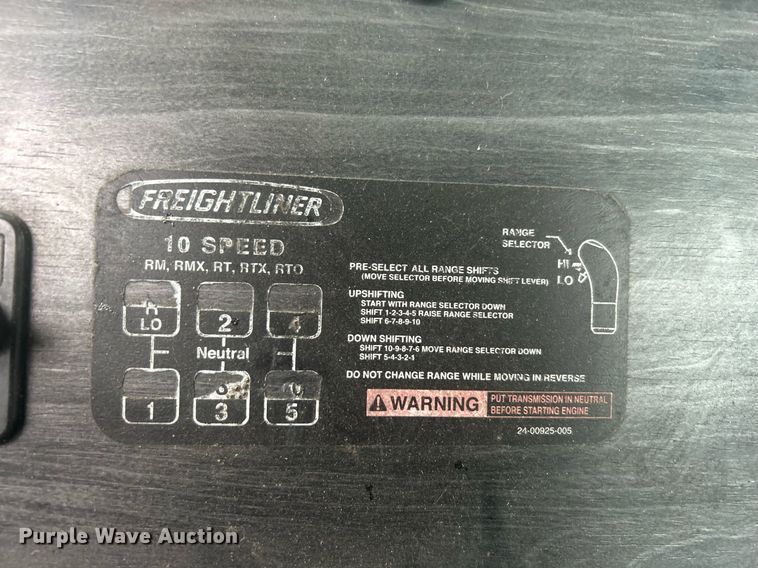 FREIGHTLINER
10 SPEED
RM, RMX, RT, RTX, RTO
R
LO
2
4
Neutral
1
8
3
5
RANGE
SELECTOR
HI
LO
PRE-SELECT ALL RANGE SHIFTS
(MOVE SELECTOR BEFORE MOVING SHIFT LEVER)
UPSHIFTING
START WITH RANGE SELECTOR DOWN
SHIFT 1-2-3-4-5 RAISE RANGE SELECTOR
SHIFT 6-7-8-9-10
DOWN SHIFTING
SHIFT 10-9-8-7-6 MOVE RANGE SELECTOR DOWN
SHIFT 5-4-3-2-1
DO NOT CHANGE RANGE WHILE MOVING IN REVERSE
WARNING
PUT TRANSMISSION IN NEUTRAL
BEFORE STARTING ENGINE
24-00925-005
Purple Wave Auction